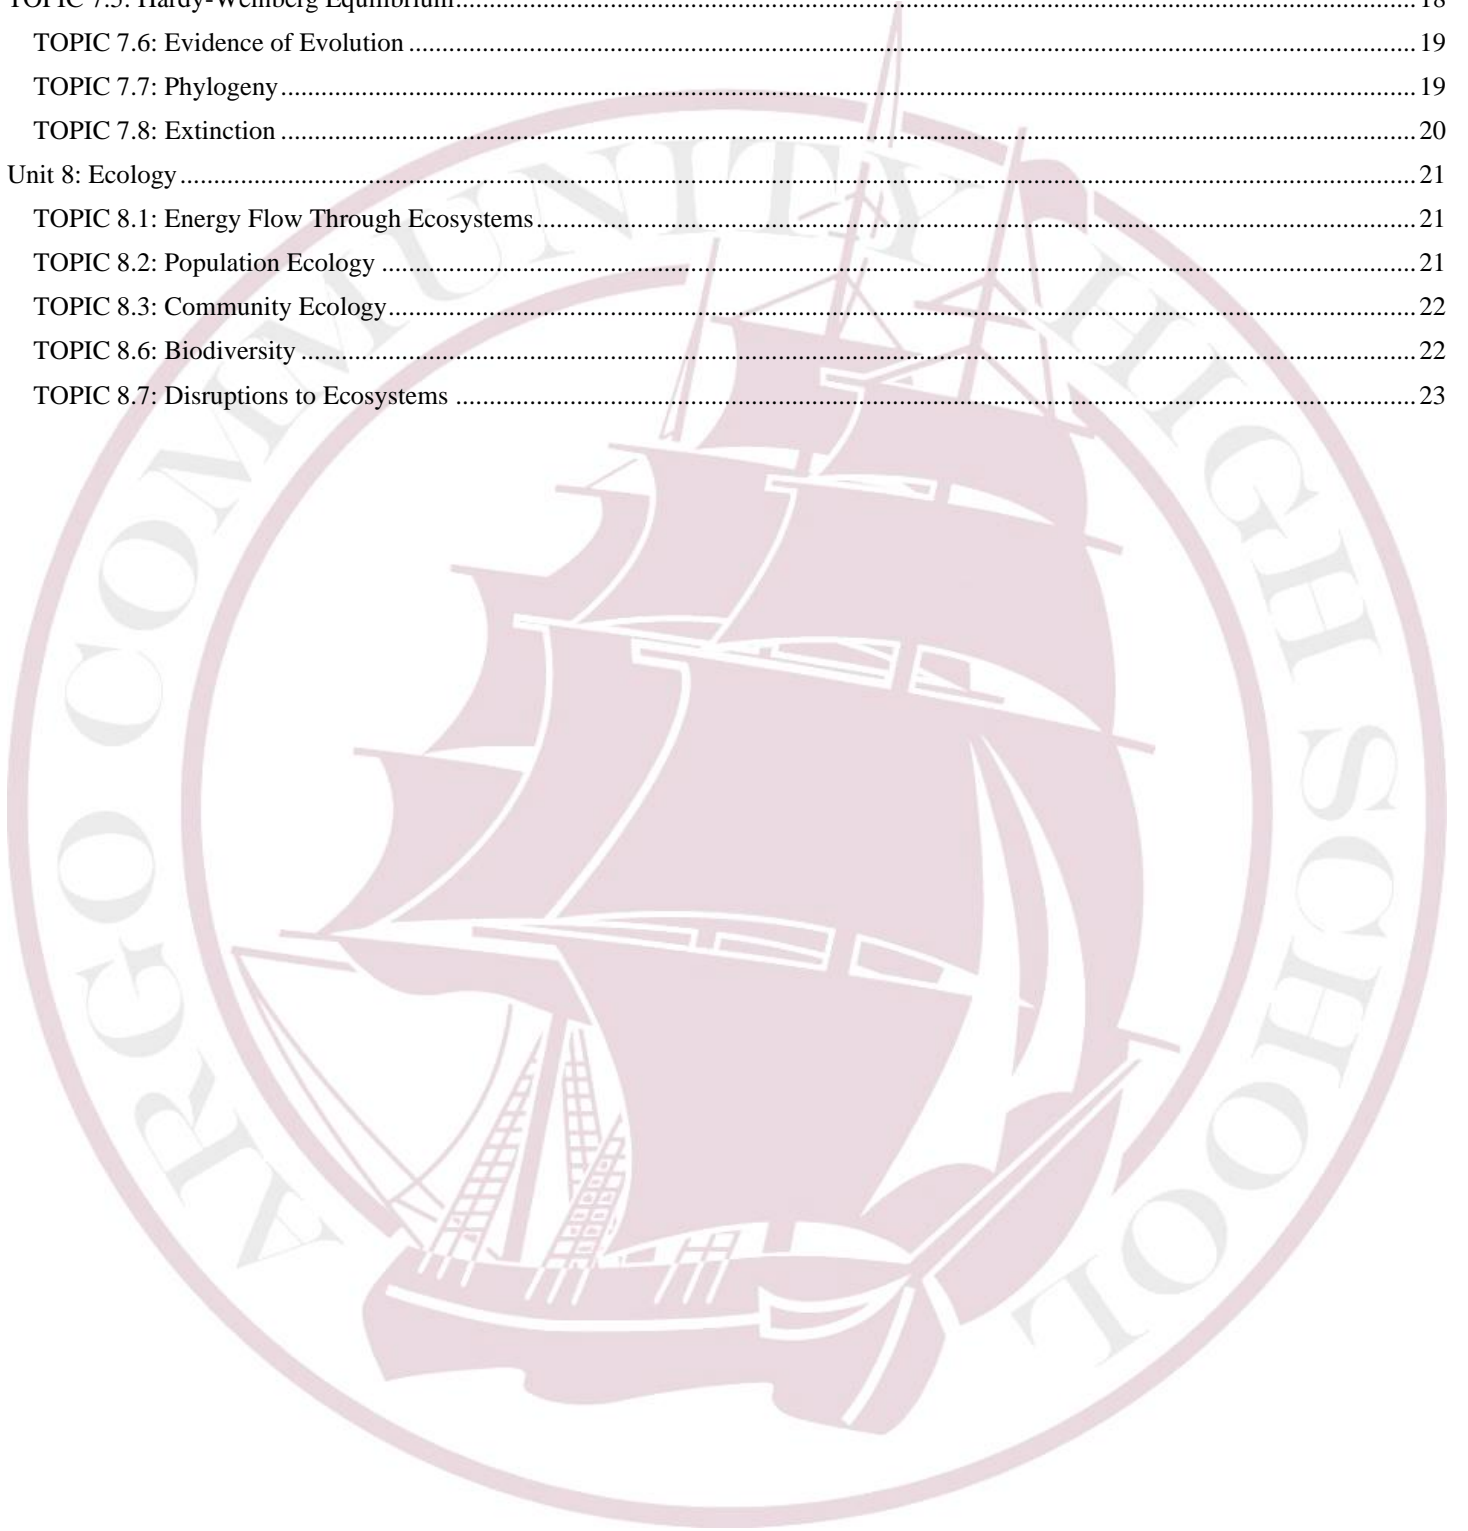 TOPIC 7.5: Hardy-Weinberg Equilibrium 18
TOPIC 7.6: Evidence of Evolution 19
TOPIC 7.7: Phylogeny 19
TOPIC 7.8: Extinction 20
Unit 8: Ecology 21
TOPIC 8.1: Energy Flow Through Ecosystems 21
TOPIC 8.2: Population Ecology 21
TOPIC 8.3: Community Ecology 22
TOPIC 8.6: Biodiversity 22
TOPIC 8.7: Disruptions to Ecosystems 23
ARGO COMMUNITY HIGH SCHOOL